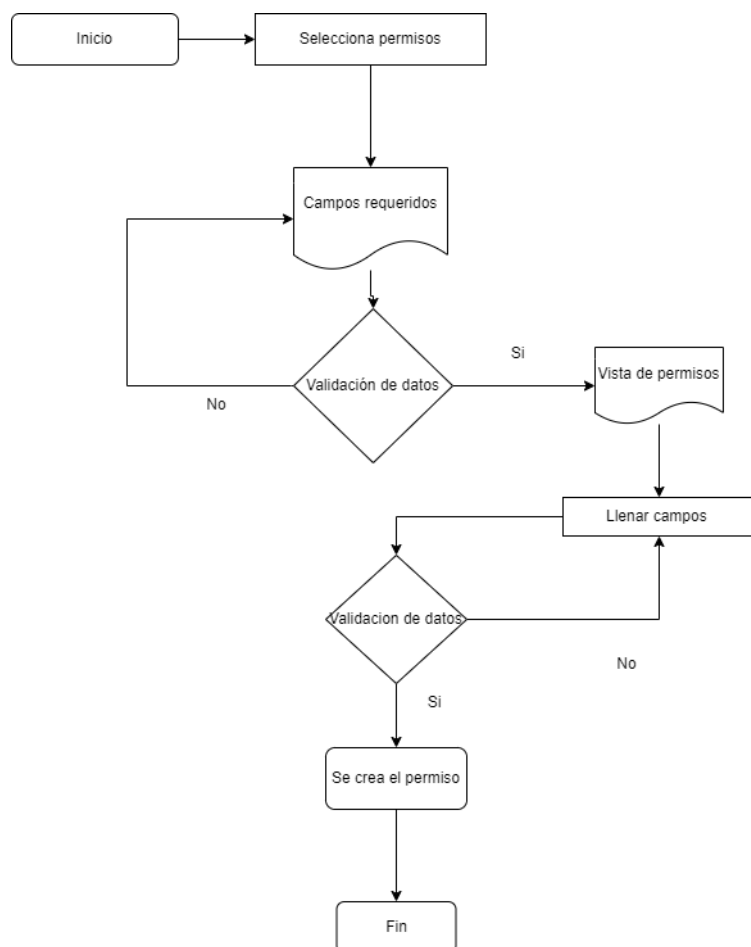 Inicio
Selecciona permisos
Campos requeridos
Validación de datos
Si
No
Vista de permisos
Llenar campos
Validacion de datos
No
Si
Se crea el permiso
Fin